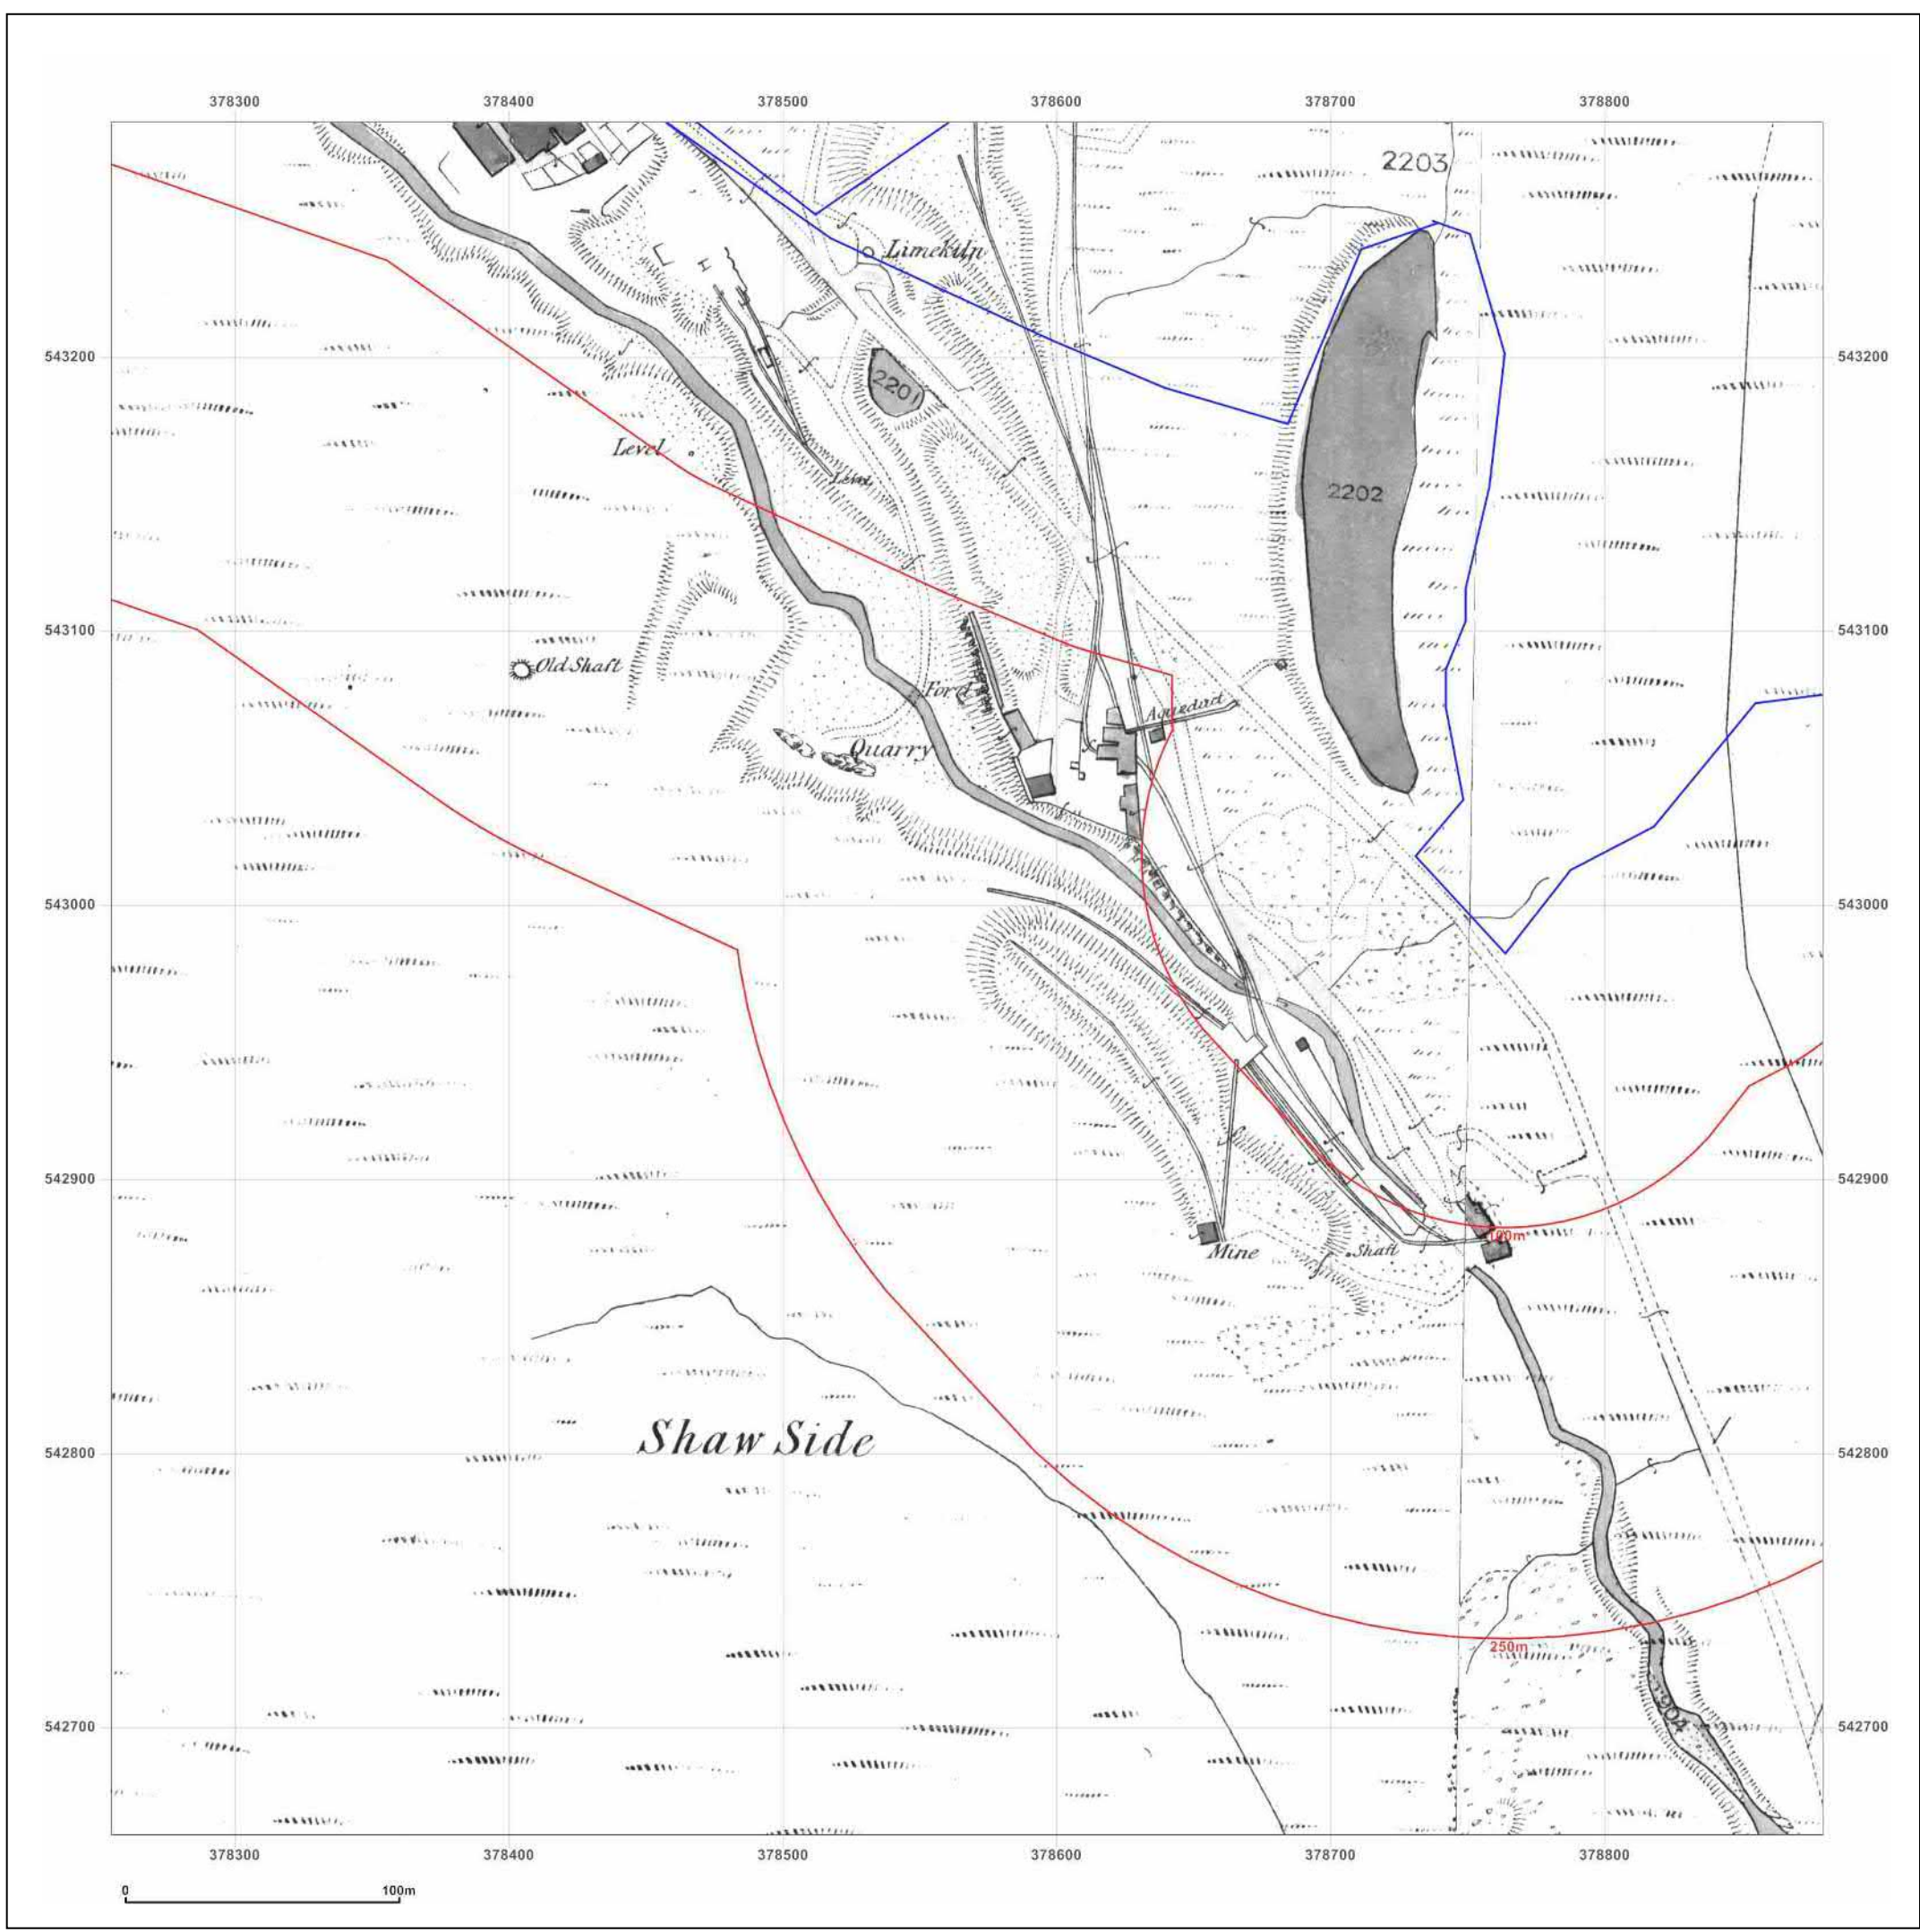 378300 378400 378500 378600 378700 378800
2203
Limekiln
543200 543200
2201
Level
Level
2202
543100 543100
Old Shaft
Ford
Aqueduct
Quarry
543000 543000
542900 542900
100m
Mine
Shaft
Shaw Side
542800 542800
250m
542700 542700
378300 378400 378500 378600 378700 378800
0 100m